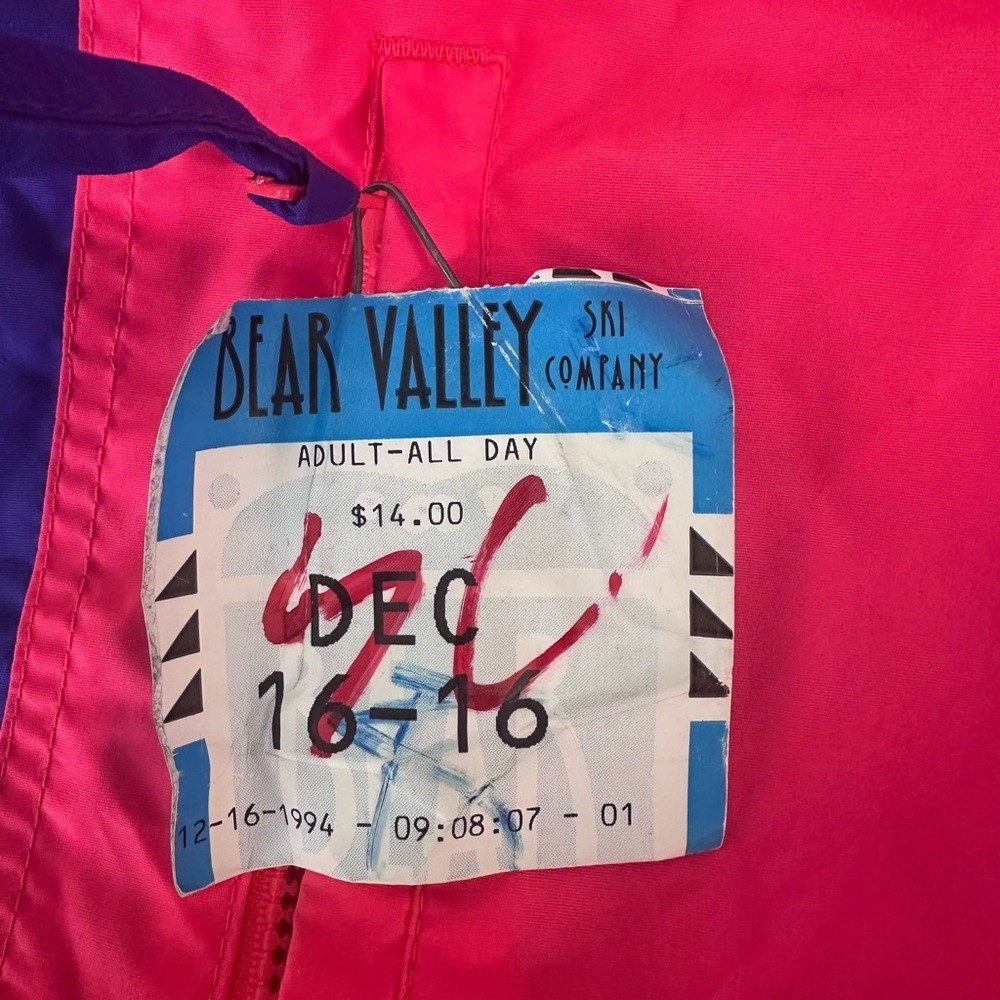 BEAR VALLEY SKI COMPANY
ADULT-ALL DAY
$14.00
DEC
16-16
12-16-1994 - 09:08:07 - 01